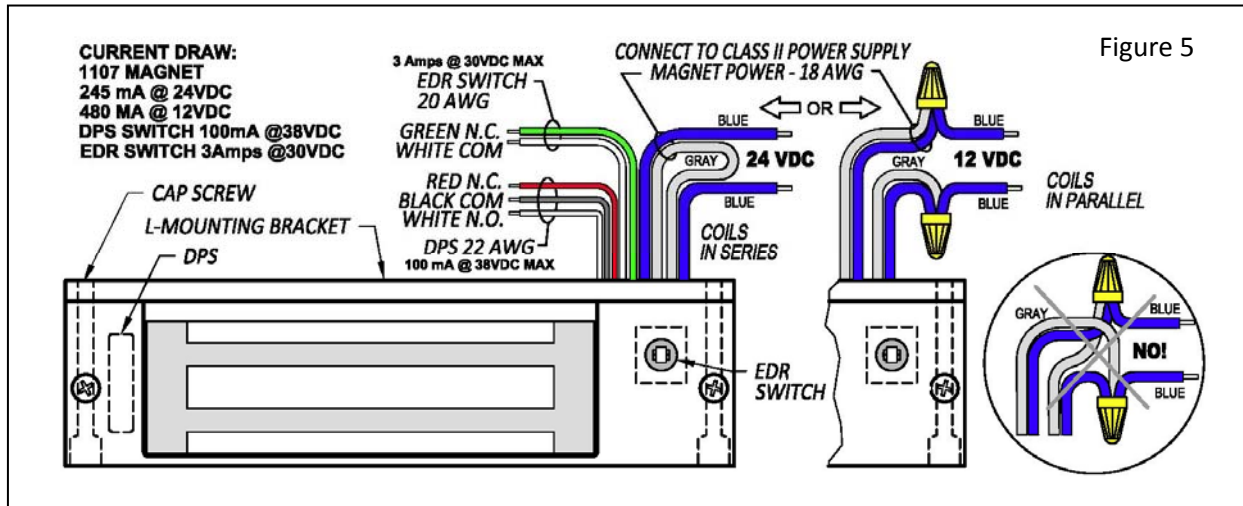 Figure 5
CURRENT DRAW:
1107 MAGNET
245 mA @ 24VDC
480 MA @ 12VDC
DPS SWITCH 100mA @38VDC
EDR SWITCH 3Amps @30VDC
CAP SCREW
L-MOUNTING BRACKET
DPS
3 Amps @ 30VDC MAX
EDR SWITCH
20 AWG
GREEN N.C.
WHITE COM
RED N.C.
BLACK COM
WHITE N.O.
DPS 22 AWG
100 mA @ 38VDC MAX
CONNECT TO CLASS II POWER SUPPLY
MAGNET POWER - 18 AWG
OR
BLUE
GRAY
24 VDC
BLUE
COILS
IN SERIES
BLUE
GRAY
12 VDC
BLUE
COILS
IN PARALLEL
EDR
SWITCH
GRAY
BLUE
NO!
BLUE